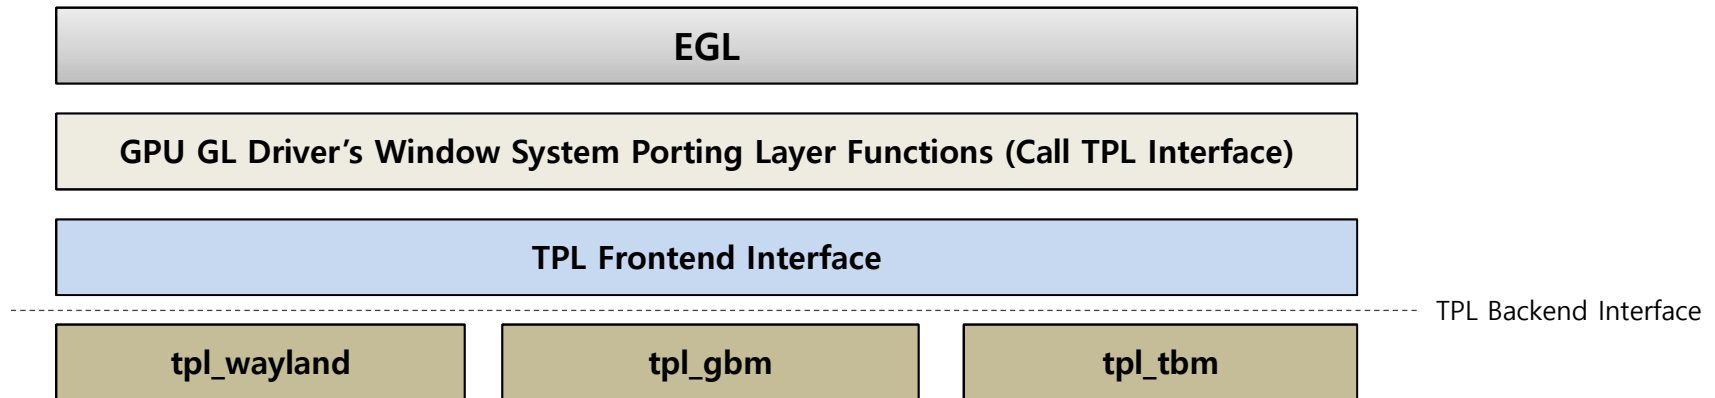 EGL
GPU GL Driver's Window System Porting Layer Functions (Call TPL Interface)
TPL Frontend Interface
TPL Backend Interface
tpl_wayland
tpl_gbm
tpl_tbm